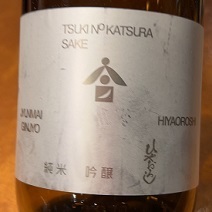 TSUKI No KATSURA
SAKE
JYUNMAI
GINJYO
HIYAOROSHI
純米 吟醸